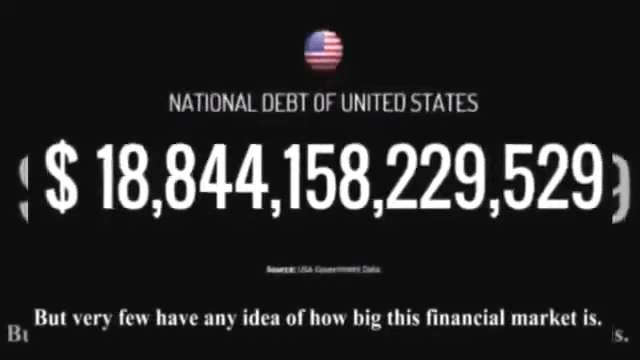 NATIONAL DEBT OF UNITED STATES
$ 18,844,158,229,529
Source: USA Government Data
But very few have any idea of how big this financial market is.